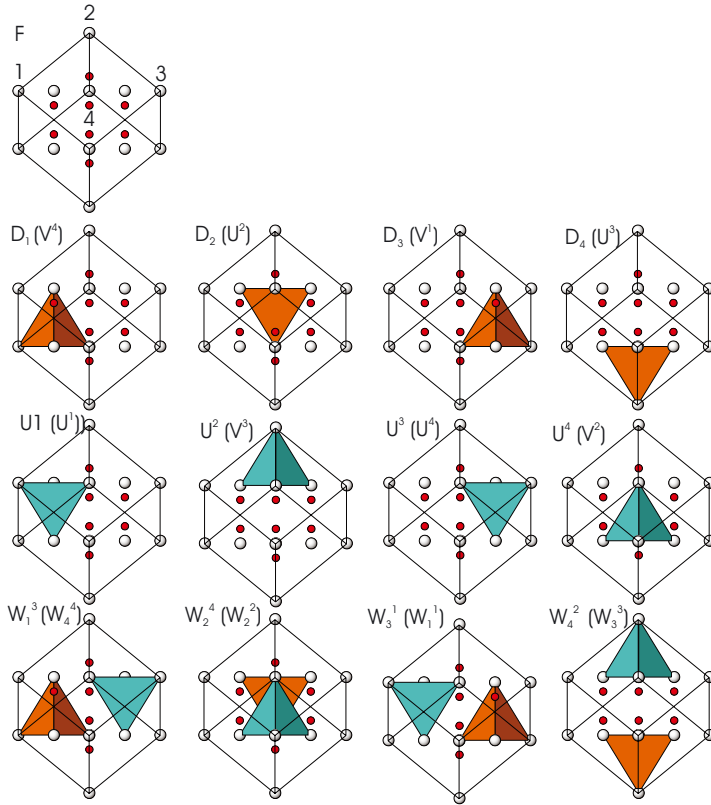 2
F
1 3
4
D₁ (V⁴) D₂ (U²) D₃ (V¹) D₄ (U³)
U1 (U¹)) U² (V³) U³ (U⁴) U⁴ (V²)
W₁³ (W₄⁴) W₂⁴ (W₂²) W₃¹ (W₁¹) W₄² (W₃³)